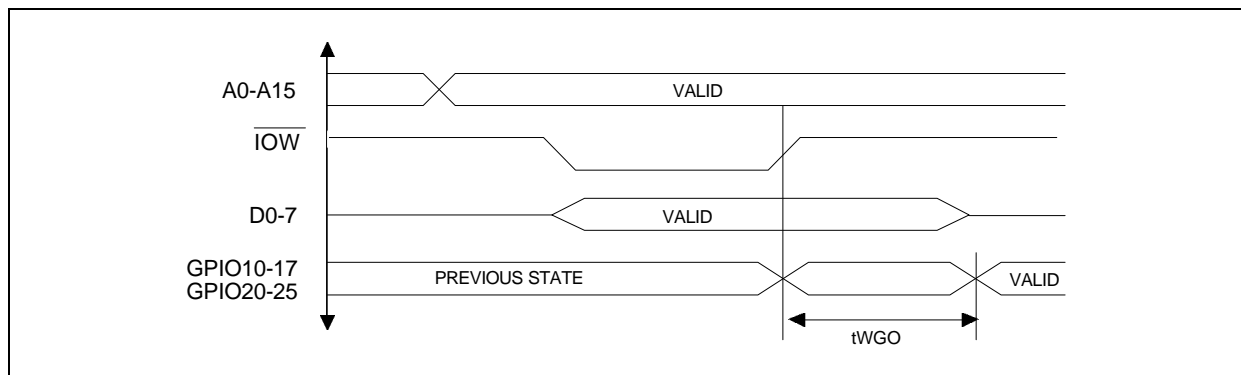 A0-A15
VALID
IOW
D0-7
VALID
GPIO10-17
GPIO20-25
PREVIOUS STATE
VALID
tWGO